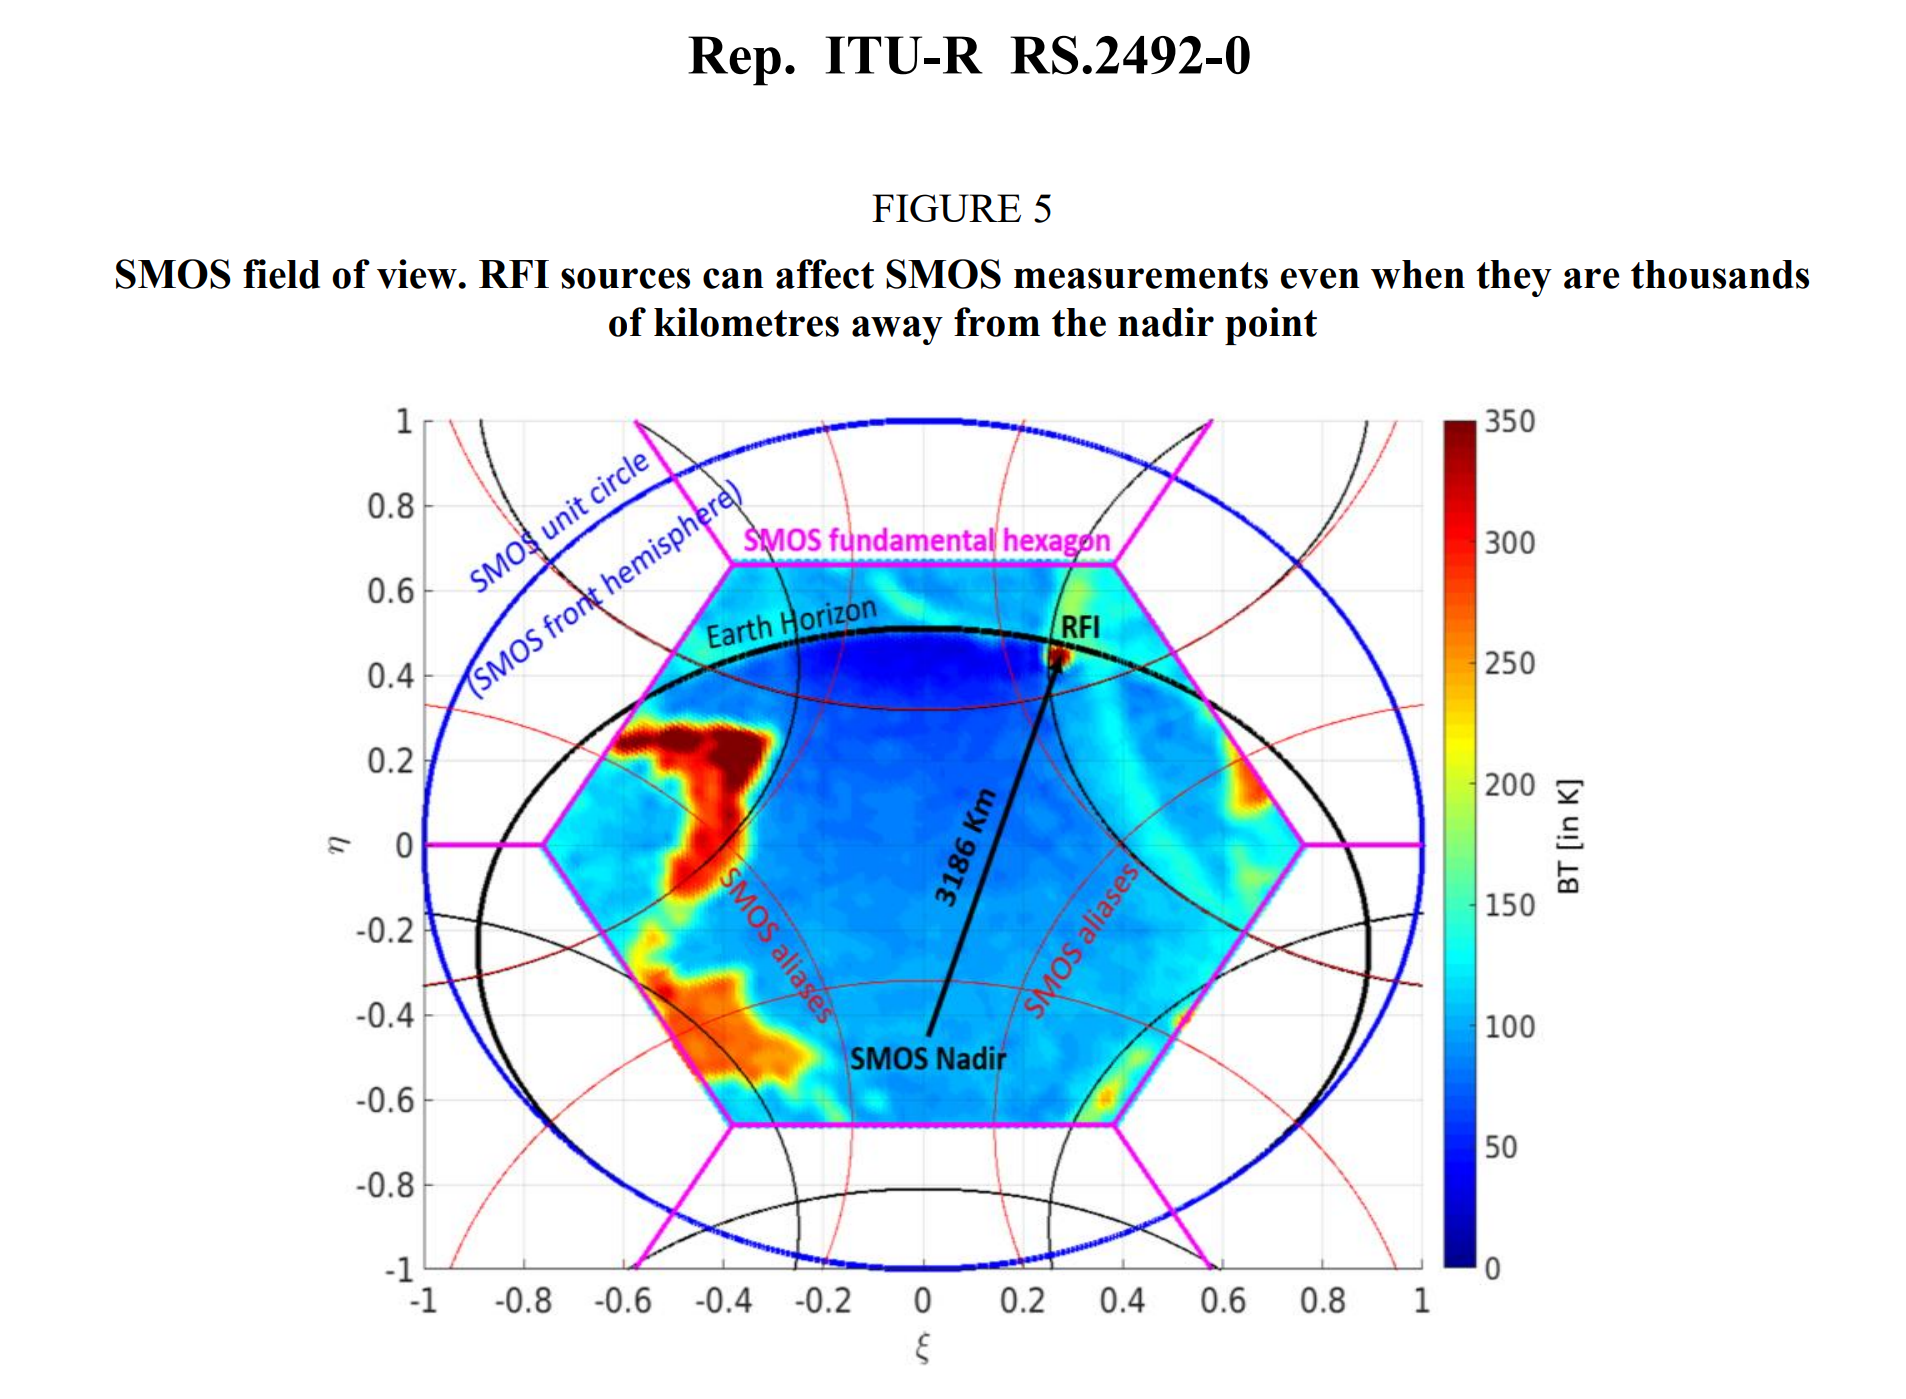 Rep. ITU-R RS.2492-0
FIGURE 5
SMOS field of view. RFI sources can affect SMOS measurements even when they are thousands
of kilometres away from the nadir point
SMOS unit circle
(SMOS front hemisphere)
SMOS fundamental hexagon
Earth Horizon
RFI
3186 Km
SMOS aliases
SMOS aliases
SMOS Nadir
1
0.8
0.6
0.4
0.2
0
-0.2
-0.4
-0.6
-0.8
-1
η
-1
-0.8
-0.6
-0.4
-0.2
0
0.2
0.4
0.6
0.8
1
ξ
350
300
250
200
150
100
50
0
BT [in K]